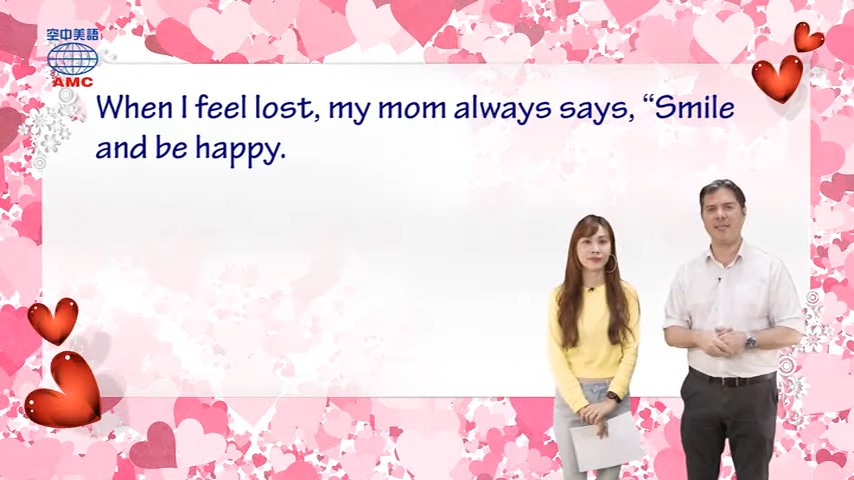 空中美語
AMC
When I feel lost, my mom always says, “Smile
and be happy.